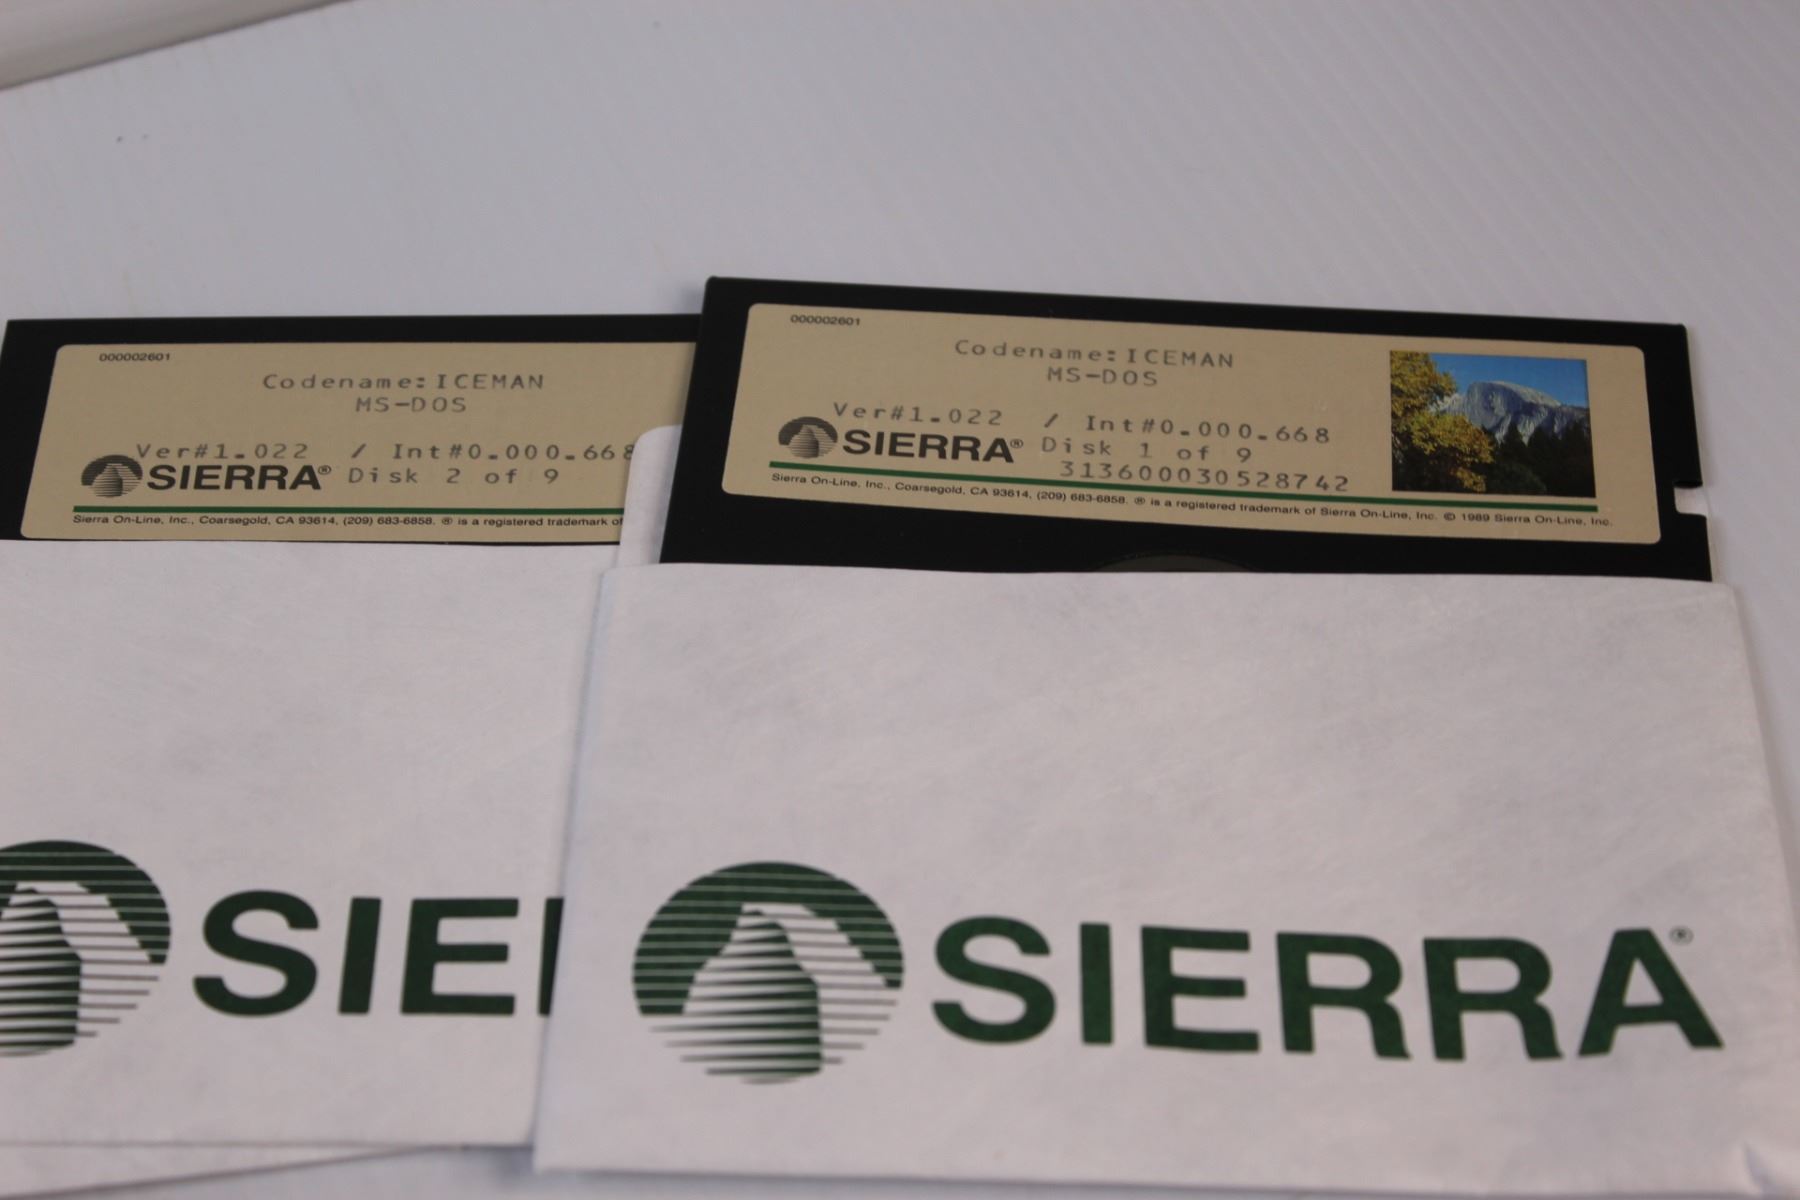 000002601
Codename:ICEMAN
MS-DOS
Ver#1.022 / Int#0.000.668
SIERRA® Disk 2 of 9
Sierra On-Line, Inc., Coarsegold, CA 93614, (209) 683-6858. ® is a registered trademark of
000002601
Codename:ICEMAN
MS-DOS
Ver#1.022 / Int#0.000.668
SIERRA® Disk 1 of 9
313600030528742
Sierra On-Line, Inc., Coarsegold, CA 93614, (209) 683-6858. ® is a registered trademark of Sierra On-Line, Inc. © 1989 Sierra On-Line, Inc.
SIE
SIERRA®